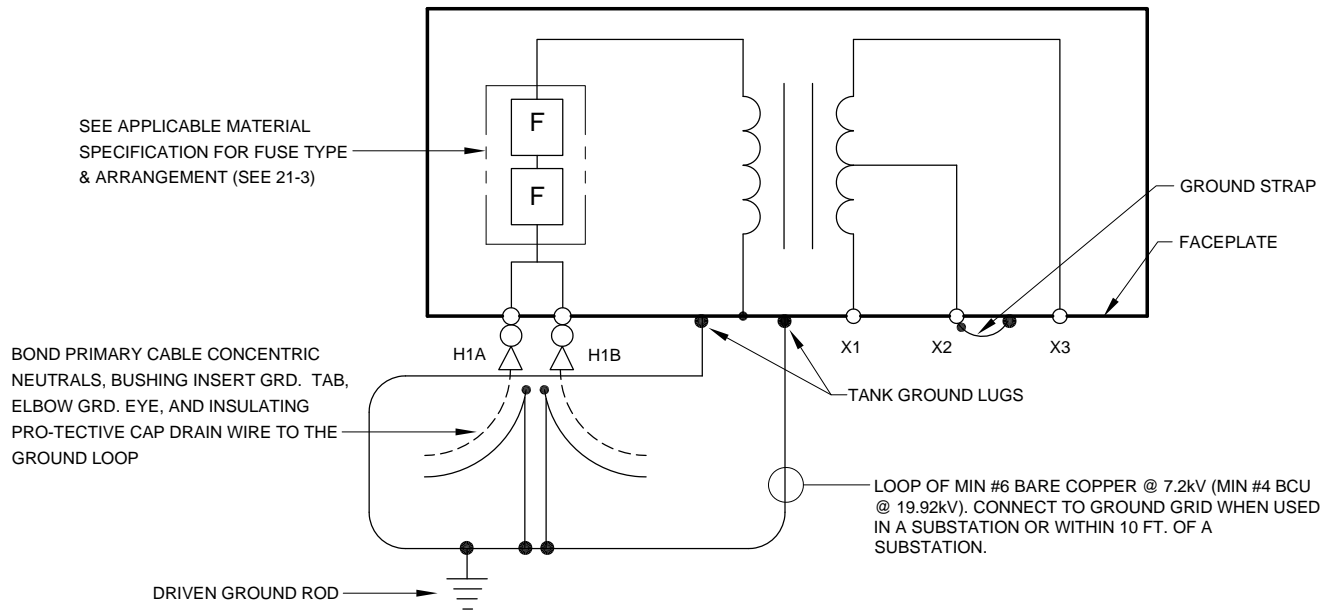 SEE APPLICABLE MATERIAL
SPECIFICATION FOR FUSE TYPE
& ARRANGEMENT (SEE 21-3)
F
F
GROUND STRAP
FACEPLATE
BOND PRIMARY CABLE CONCENTRIC
NEUTRALS, BUSHING INSERT GRD. TAB,
ELBOW GRD. EYE, AND INSULATING
PRO-TECTIVE CAP DRAIN WIRE TO THE
GROUND LOOP
H1A
H1B
X1
X2
X3
TANK GROUND LUGS
LOOP OF MIN #6 BARE COPPER @ 7.2kV (MIN #4 BCU
@ 19.92kV). CONNECT TO GROUND GRID WHEN USED
IN A SUBSTATION OR WITHIN 10 FT. OF A
SUBSTATION.
DRIVEN GROUND ROD